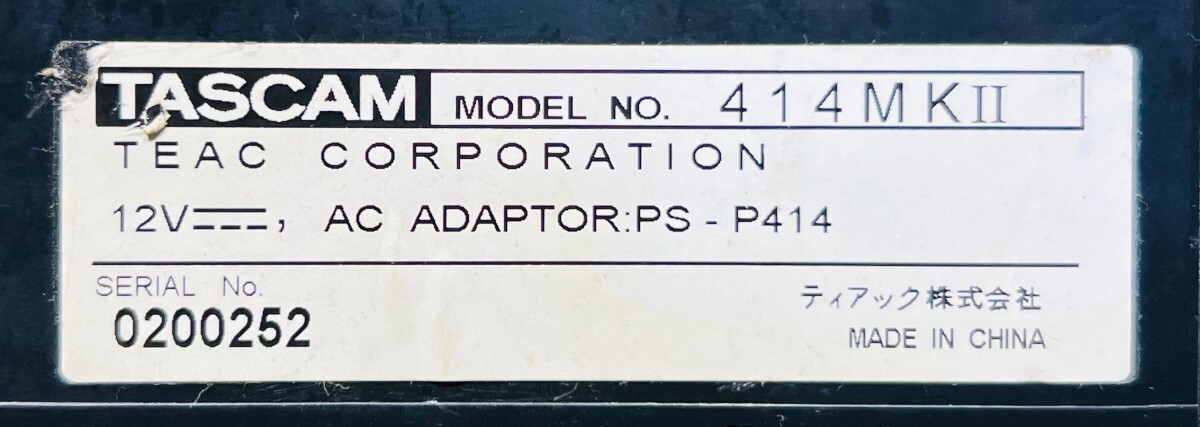 TASCAM MODEL NO. 414MKII
TEAC CORPORATION
12V⎓, AC ADAPTOR:PS - P414
SERIAL No.
0200252
ティアック株式会社
MADE IN CHINA